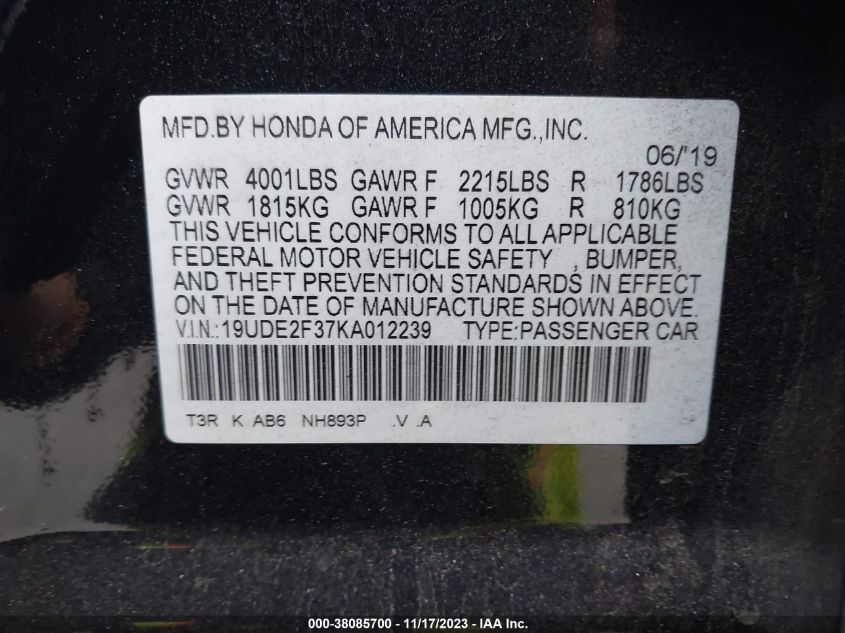 MFD.BY HONDA OF AMERICA MFG.,INC.
06/'19
GVWR 4001LBS GAWR F 2215LBS R 1786LBS
GVWR 1815KG GAWR F 1005KG R 810KG
THIS VEHICLE CONFORMS TO ALL APPLICABLE
FEDERAL MOTOR VEHICLE SAFETY , BUMPER,
AND THEFT PREVENTION STANDARDS IN EFFECT
ON THE DATE OF MANUFACTURE SHOWN ABOVE.
V.I.N.:19UDE2F37KA012239 TYPE:PASSENGER CAR
T3R K AB6 NH893P .V .A
000-38085700 - 11/17/2023 - IAA Inc.